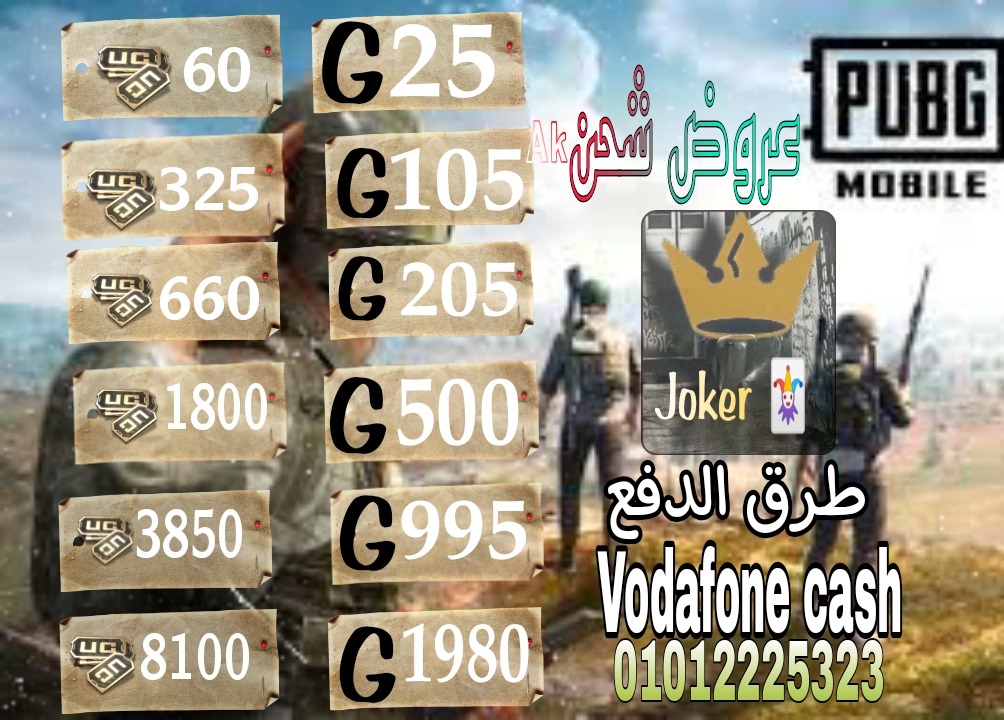 60 G25
325 G105
660 G205
1800 G500
3850 G995
8100 G1980
عروض شحن Ak
PUBG
MOBILE
Joker 🃏
طرق الدفع
Vodafone cash
01012225323